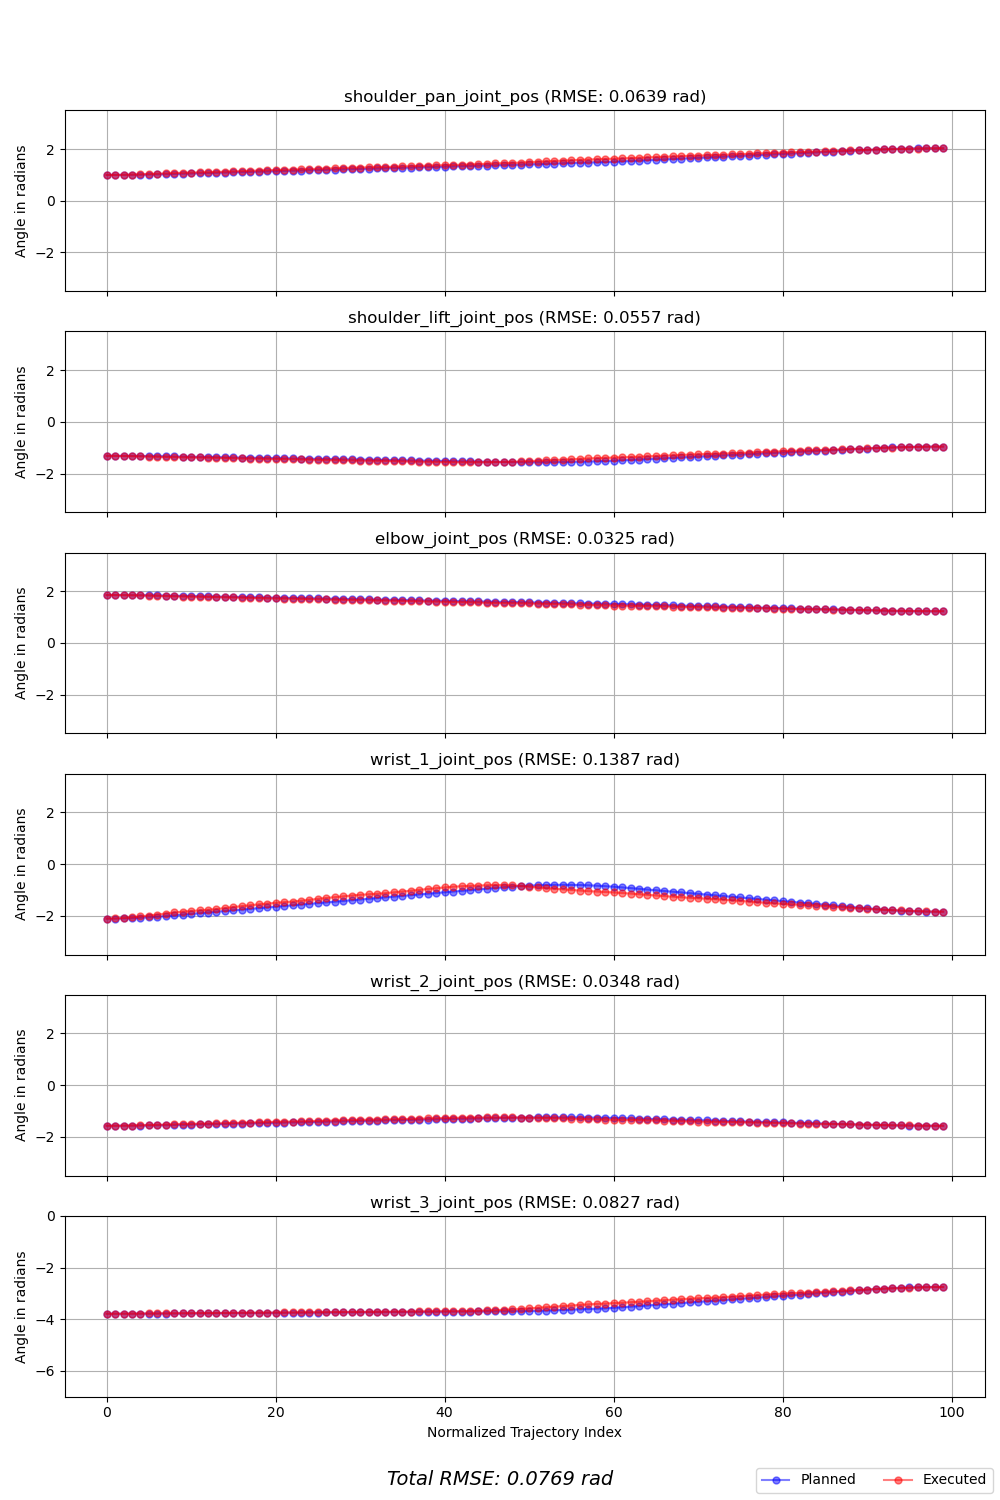 shoulder_pan_joint_pos (RMSE: 0.0639 rad)
Angle in radians
2
0
−2
shoulder_lift_joint_pos (RMSE: 0.0557 rad)
Angle in radians
2
0
−2
elbow_joint_pos (RMSE: 0.0325 rad)
Angle in radians
2
0
−2
wrist_1_joint_pos (RMSE: 0.1387 rad)
Angle in radians
2
0
−2
wrist_2_joint_pos (RMSE: 0.0348 rad)
Angle in radians
2
0
−2
wrist_3_joint_pos (RMSE: 0.0827 rad)
Angle in radians
0
−2
−4
−6
0 20 40 60 80 100
Normalized Trajectory Index
Total RMSE: 0.0769 rad
Planned Executed